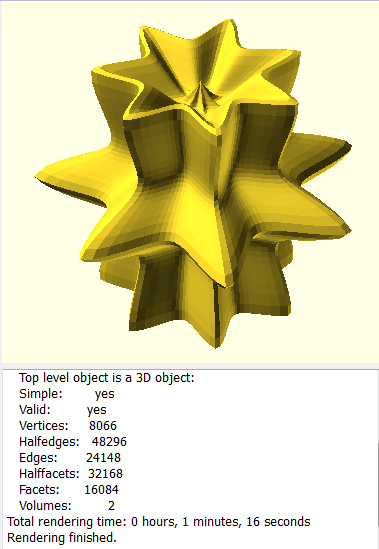 Top level object is a 3D object:
Simple: yes
Valid: yes
Vertices: 8066
Halfedges: 48296
Edges: 24148
Halffacets: 32168
Facets: 16084
Volumes: 2
Total rendering time: 0 hours, 1 minutes, 16 seconds
Rendering finished.